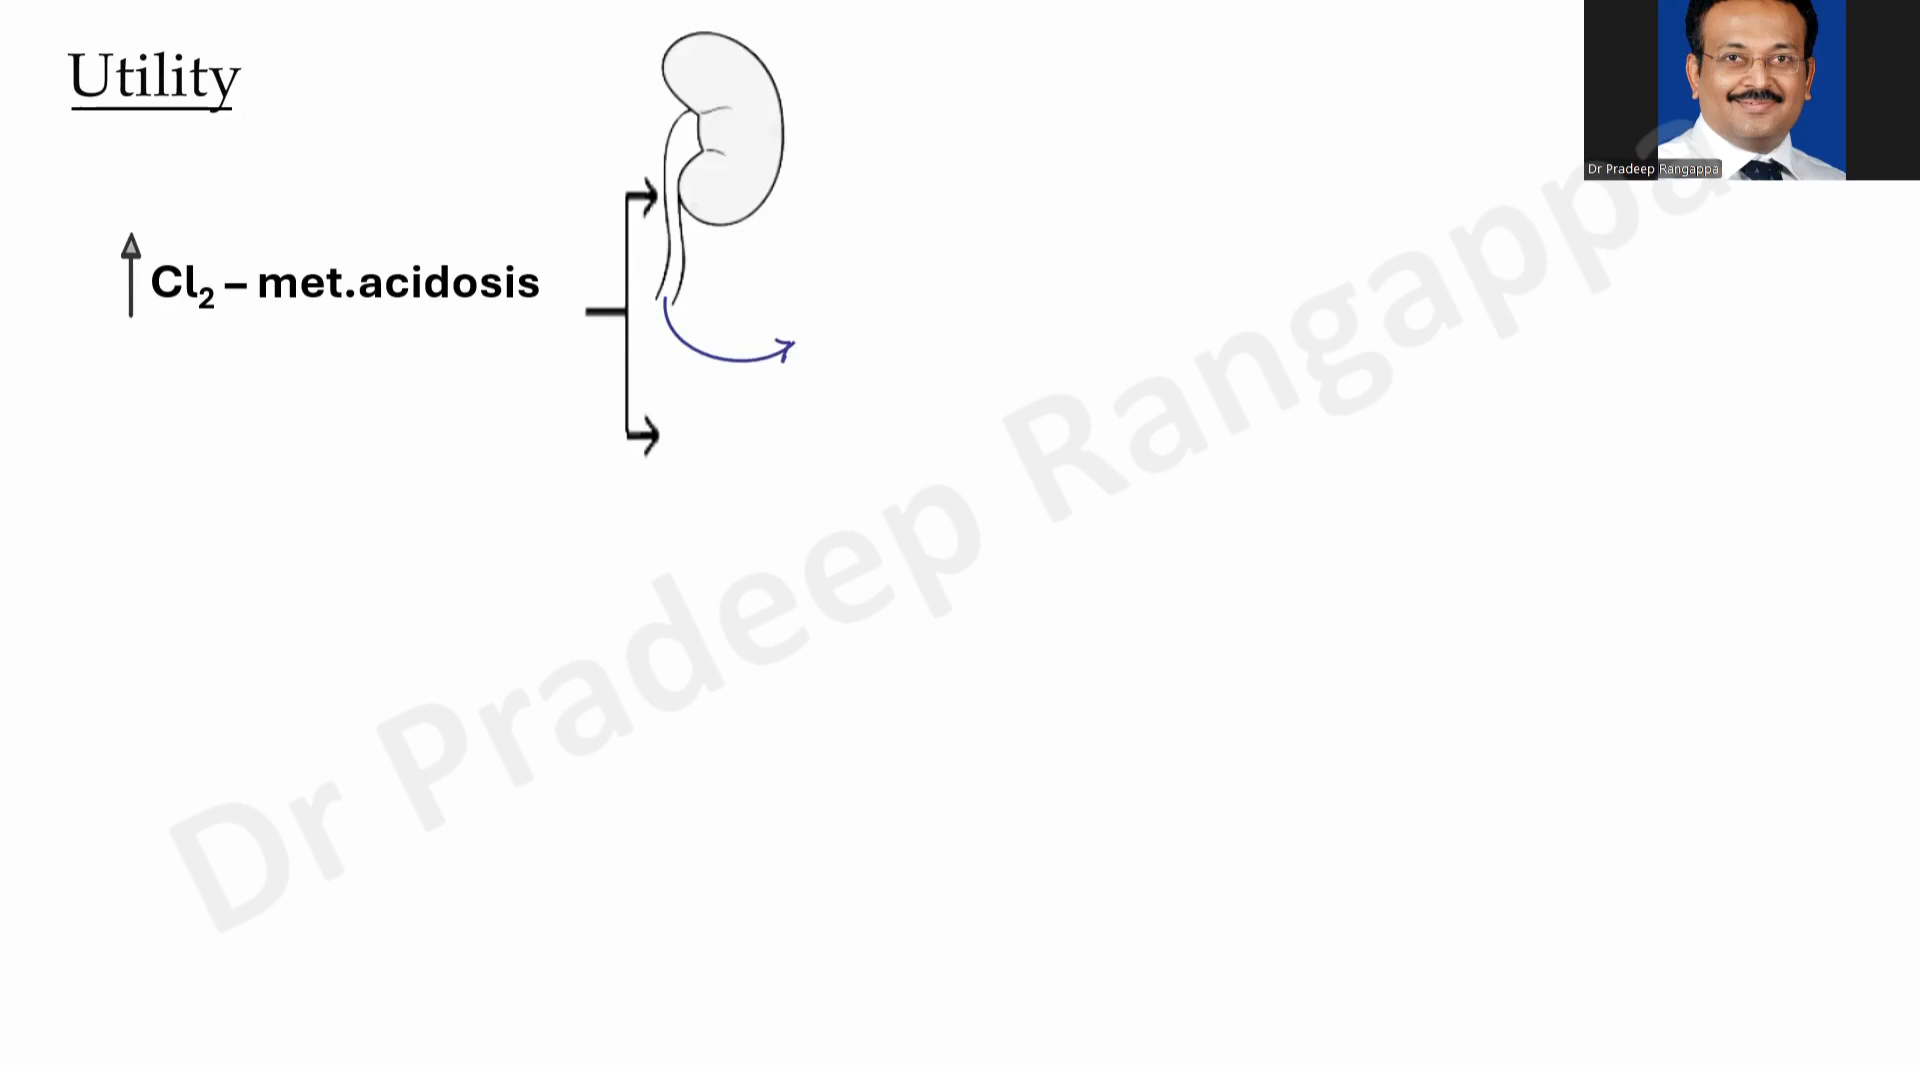 Utility
Dr Pradeep Rangappa
Cl₂ – met.acidosis
Dr Pradeep Rangappa